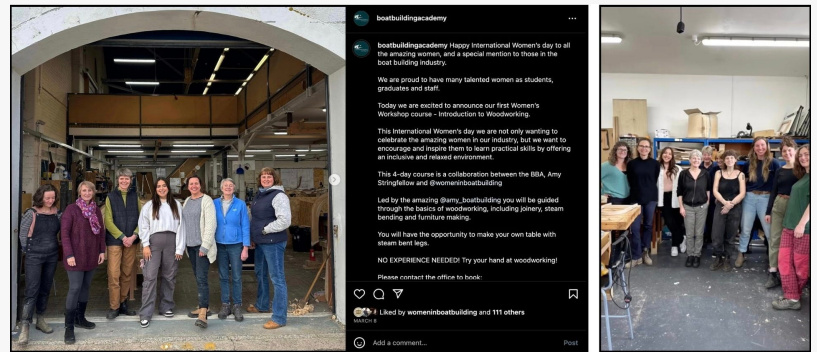 boatbuildingacademy
boatbuildingacademy Happy International Women's day to all
the amazing women, and a special mention to those in the
boat building industry.
We are proud to have many talented women as students,
graduates and staff.
Today we are excited to announce our first Women's
Workshop course - Introduction to Woodworking.
This International Women's day we are not only wanting to
celebrate the amazing women in our industry, but we want to
encourage and inspire them to learn practical skills by offering
an inclusive and relaxed environment.
This 4-day course is a collaboration between the BBA, Amy
Stringfellow and @womeninboatbuilding
Led by the amazing @amy_boatbuilding you will be guided
through the basics of woodworking, including joinery, steam
bending and furniture making.
You will have the opportunity to make your own table with
steam bent legs.
NO EXPERIENCE NEEDED! Try your hand at woodworking!
Please contact the office to book:
Liked by womeninboatbuilding and 111 others
MARCH 8
Add a comment...
Post